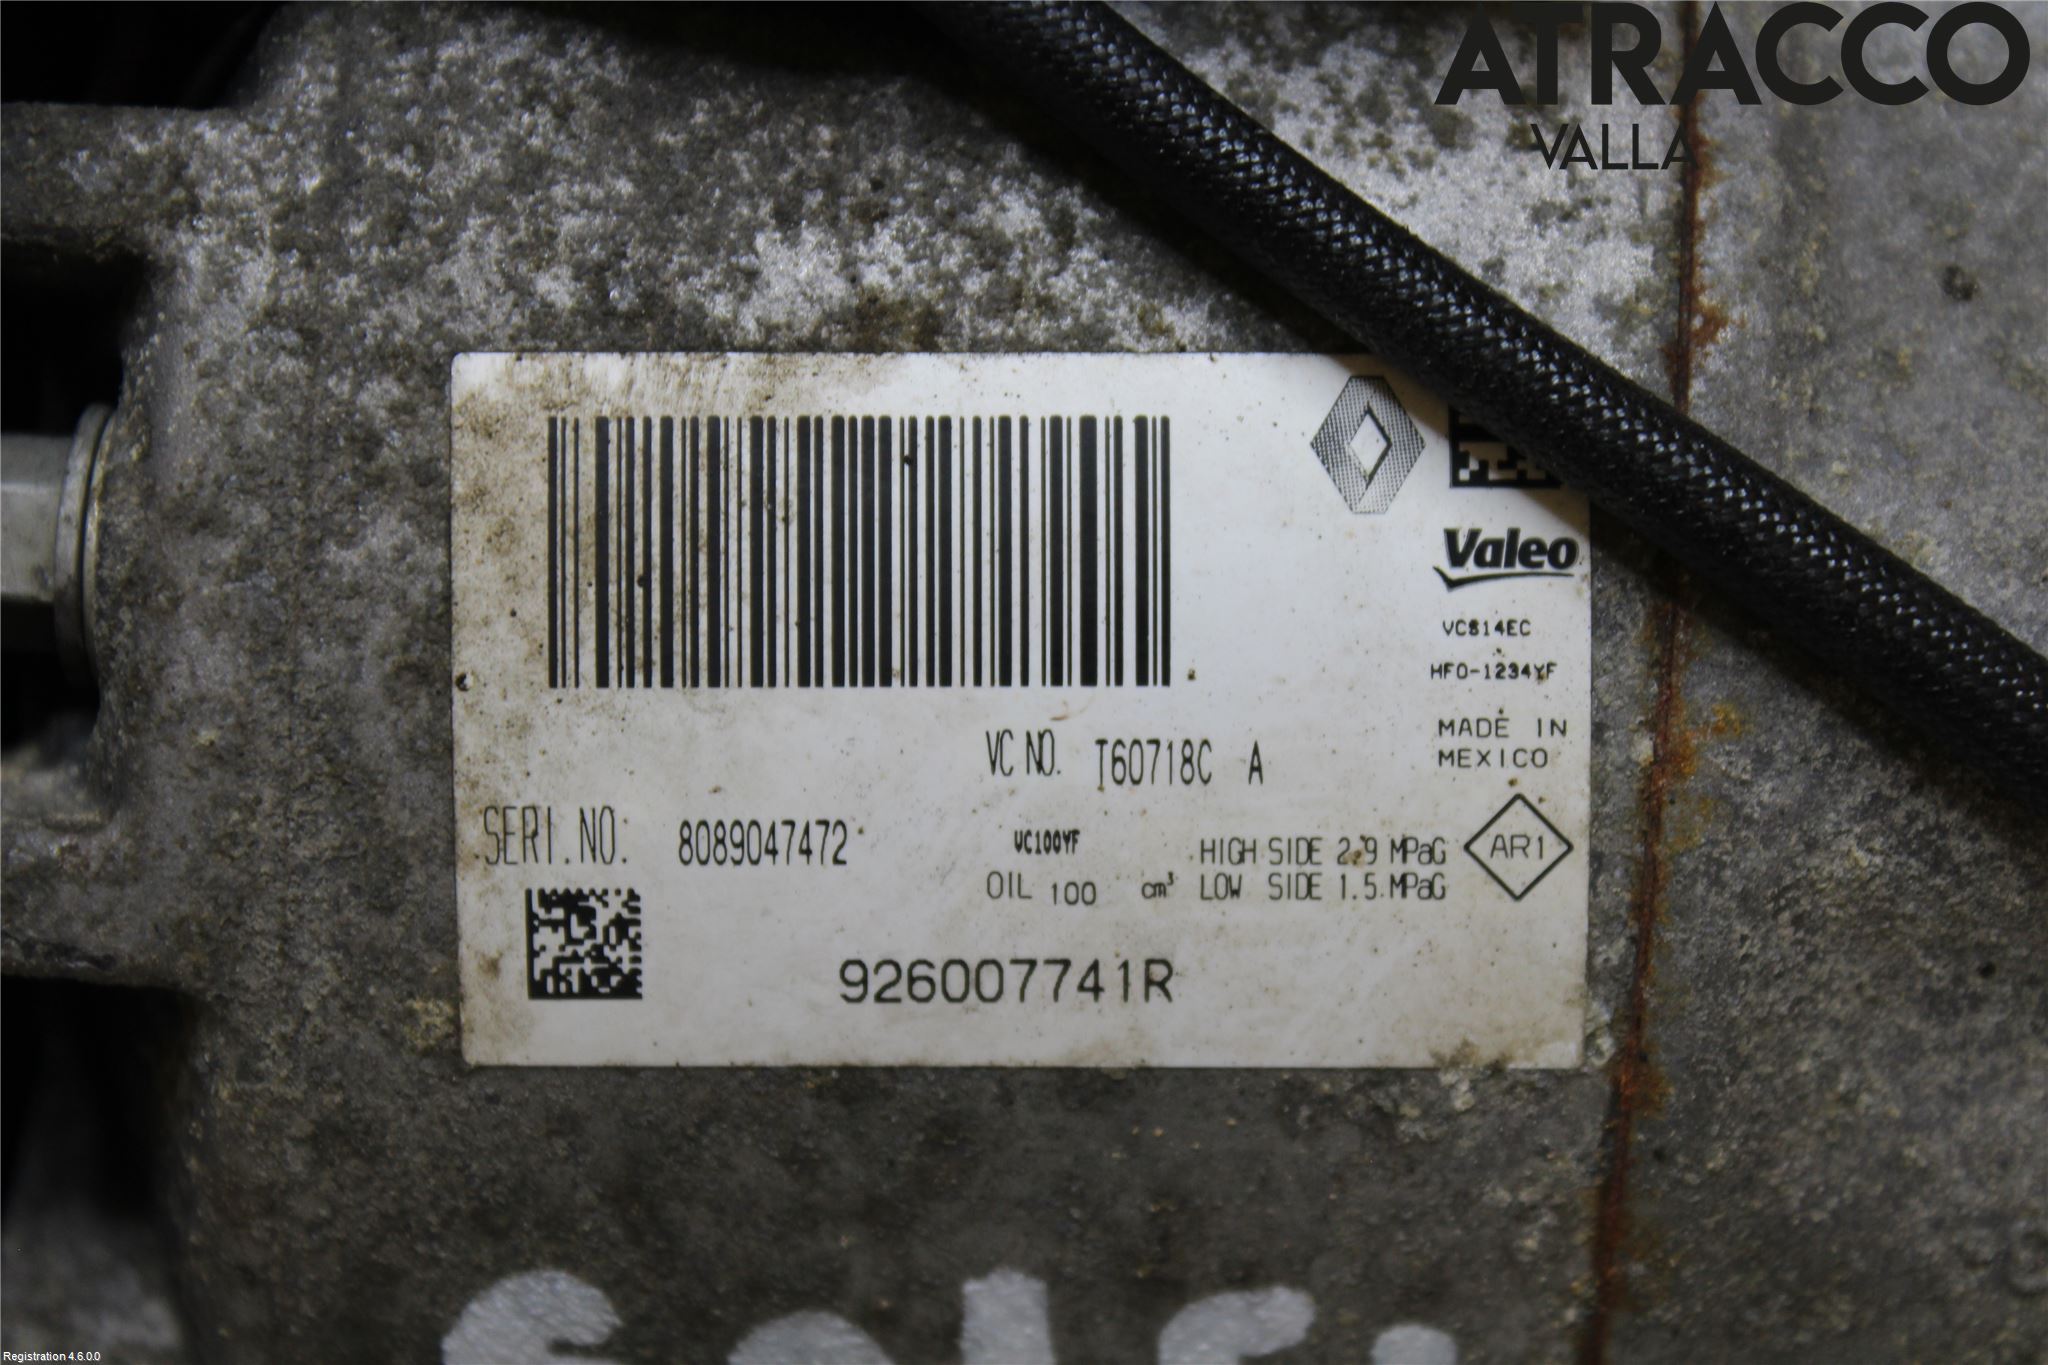 ATRACCO
VALLA
Valeo
VCS14EC
HFO-1234YF
MADE IN
MEXICO
VC NO. T60718C A
SERI.NO. 8089047472
VC100YF
OIL 100 cm³
HIGH SIDE 2.9 MPaG
LOW SIDE 1.5 MPaG
AR1
926007741R
Registration 4.6.0.0